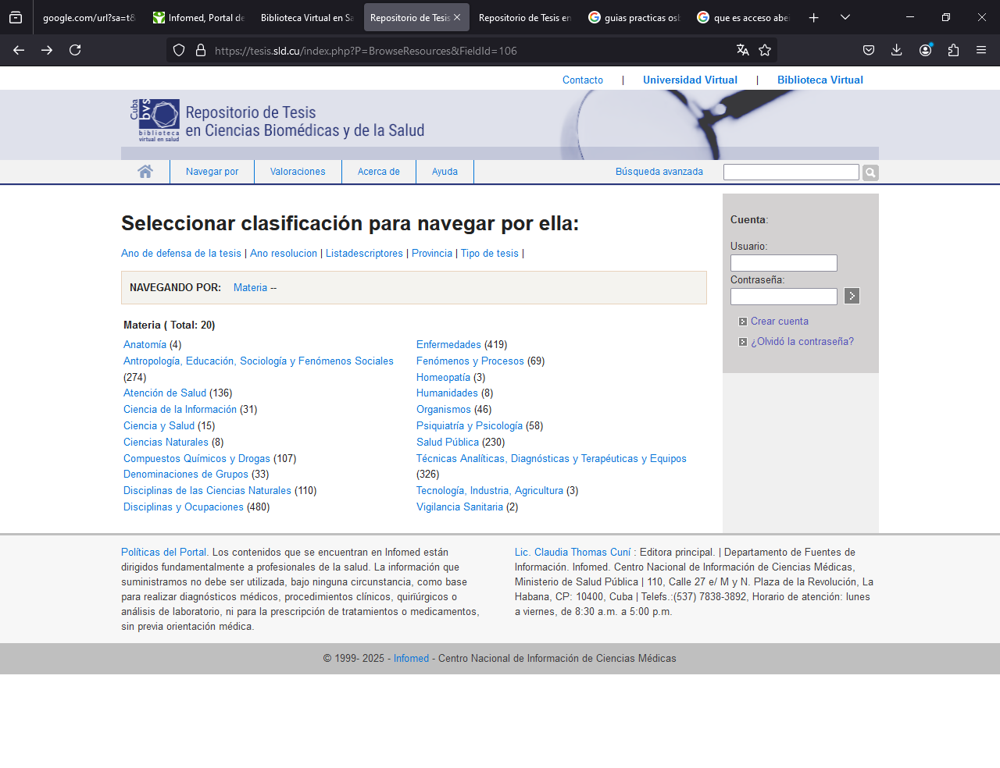 google.com/url?sa=t&
Infomed, Portal de
Biblioteca Virtual en Sa
Repositorio de Tesis
Repositorio de Tesis en
guias practicas osl
que es acceso abie
https://tesis.sld.cu/index.php?P=BrowseResources&FieldId=106
Contacto | Universidad Virtual | Biblioteca Virtual
Cuba
bvs
biblioteca
virtual en salud
Repositorio de Tesis
en Ciencias Biomédicas y de la Salud
Navegar por Valoraciones Acerca de Ayuda Búsqueda avanzada
Seleccionar clasificación para navegar por ella:
Ano de defensa de la tesis | Ano resolucion | Listadescriptores | Provincia | Tipo de tesis |
NAVEGANDO POR: Materia --
Materia ( Total: 20)
Anatomía (4)
Antropología, Educación, Sociología y Fenómenos Sociales
(274)
Atención de Salud (136)
Ciencia de la Información (31)
Ciencia y Salud (15)
Ciencias Naturales (8)
Compuestos Químicos y Drogas (107)
Denominaciones de Grupos (33)
Disciplinas de las Ciencias Naturales (110)
Disciplinas y Ocupaciones (480)
Enfermedades (419)
Fenómenos y Procesos (69)
Homeopatía (3)
Humanidades (8)
Organismos (46)
Psiquiatría y Psicología (58)
Salud Pública (230)
Técnicas Analíticas, Diagnósticas y Terapéuticas y Equipos
(326)
Tecnología, Industria, Agricultura (3)
Vigilancia Sanitaria (2)
Cuenta:
Usuario:
Contraseña:
Crear cuenta
¿Olvidó la contraseña?
Políticas del Portal. Los contenidos que se encuentran en Infomed están
dirigidos fundamentalmente a profesionales de la salud. La información que
suministramos no debe ser utilizada, bajo ninguna circunstancia, como base
para realizar diagnósticos médicos, procedimientos clínicos, quirïúrgicos o
análisis de laboratorio, ni para la prescripción de tratamientos o medicamentos,
sin previa orientación médica.
Lic. Claudia Thomas Cuní : Editora principal. | Departamento de Fuentes de
Información. Infomed. Centro Nacional de Información de Ciencias Médicas,
Ministerio de Salud Pública | 110, Calle 27 e/ M y N. Plaza de la Revolución, La
Habana, CP: 10400, Cuba | Telefs.:(537) 7838-3892, Horario de atención: lunes
a viernes, de 8:30 a.m. a 5:00 p.m.
© 1999- 2025 - Infomed - Centro Nacional de Información de Ciencias Médicas